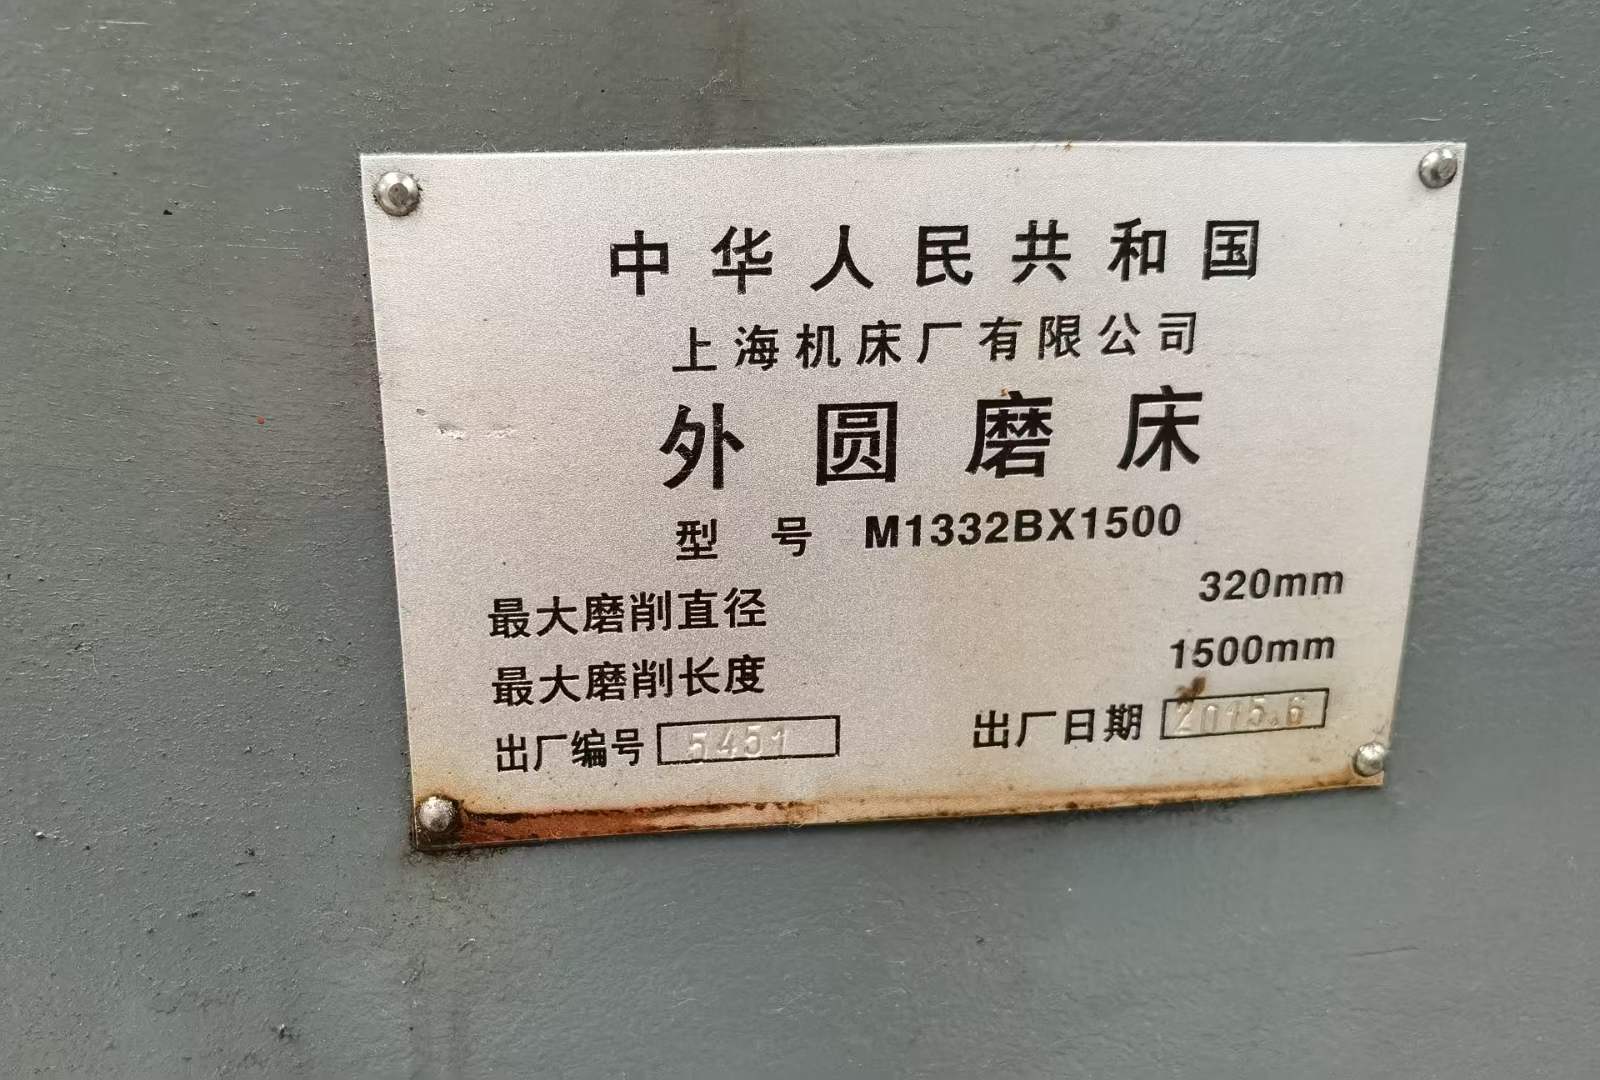 中华人民共和国
上海机床厂有限公司
外圆磨床
型号 M1332BX1500
最大磨削直径 320mm
最大磨削长度 1500mm
出厂编号 5451 出厂日期 2015.6